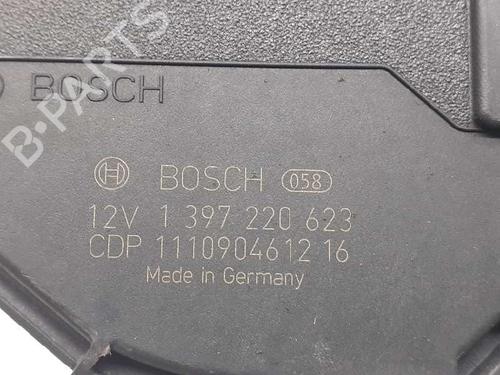 B-PARTS
BOSCH
BOSCH 058
12V 1 397 220 623
CDP 1110904612 16
Made in Germany